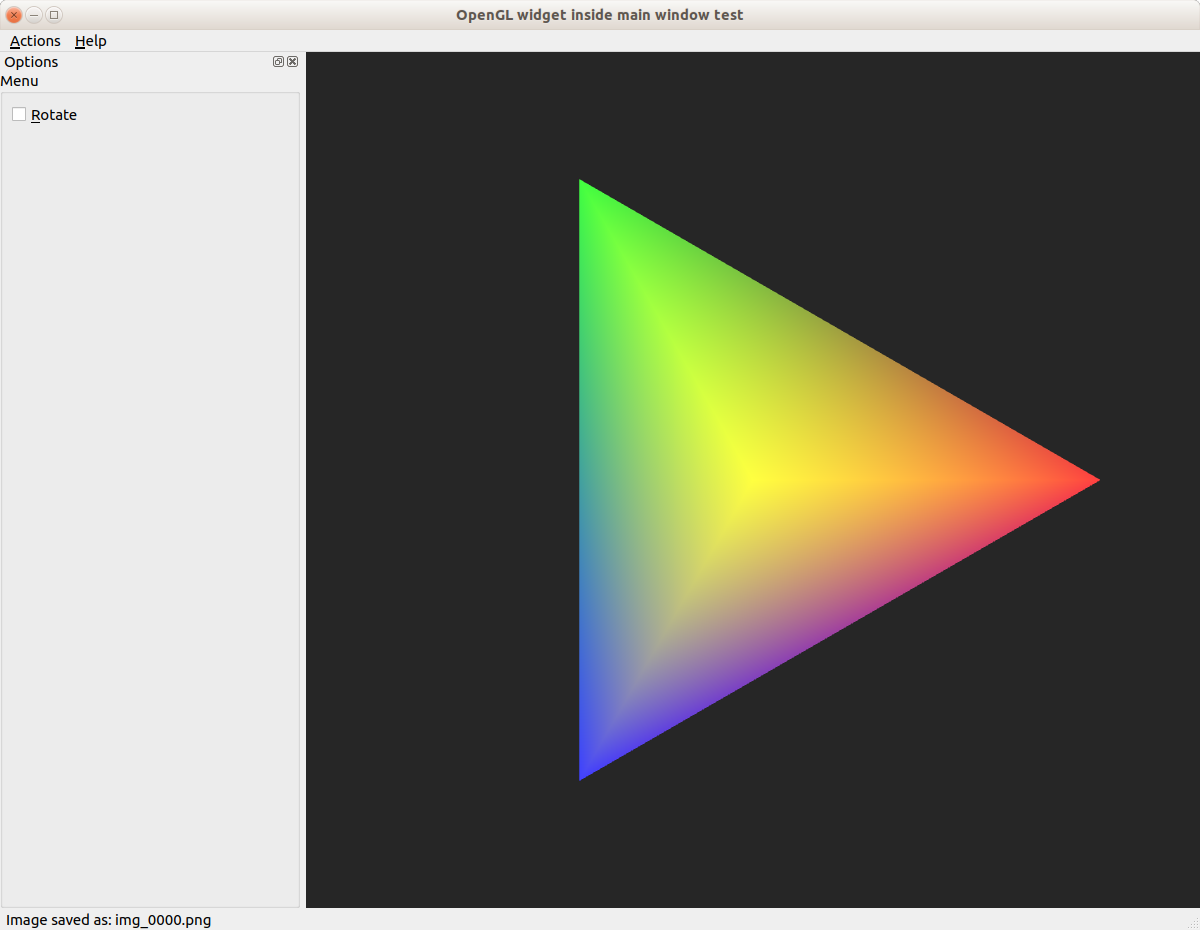 OpenGL widget inside main window test
Actions Help
Options
Menu
Rotate
Image saved as: img_0000.png